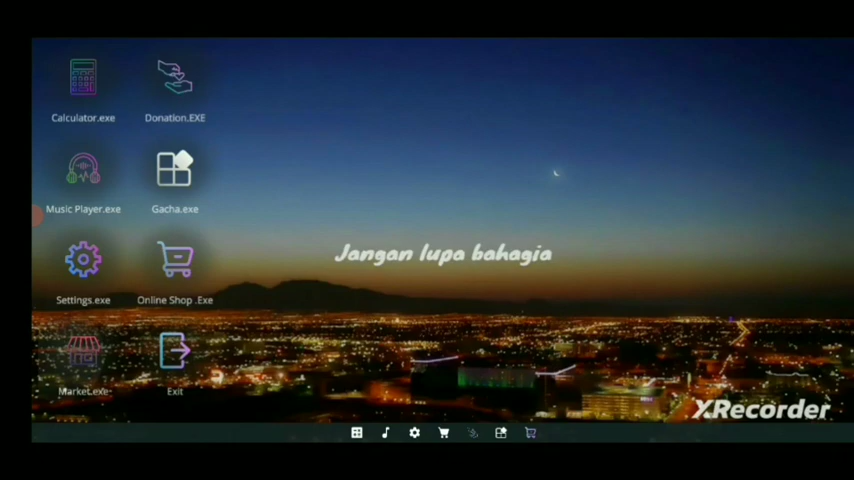 Calculator.exe Donation.EXE
Music Player.exe Gacha.exe
Jangan lupa bahagia
Settings.exe Online Shop .Exe
Market.exe Exit
XRecorder